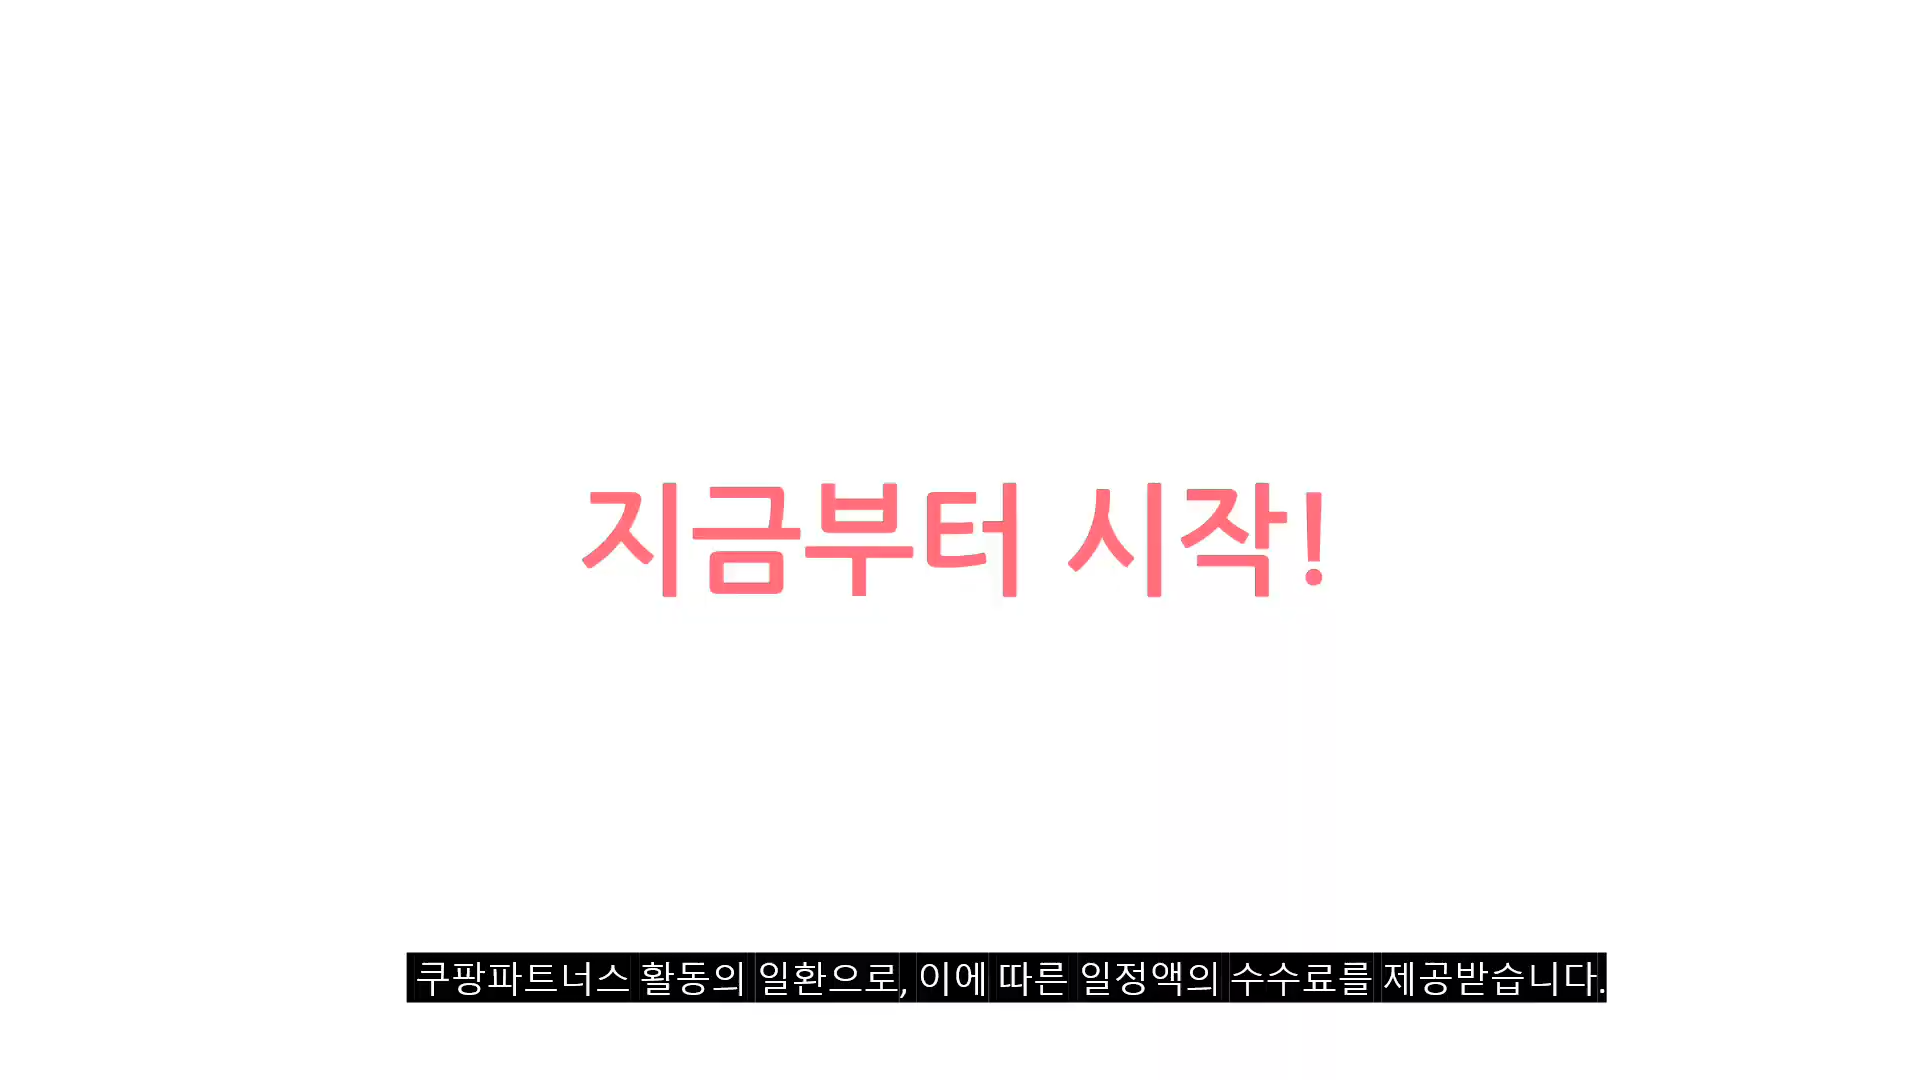 지금부터 시작!
쿠팡파트너스 활동의 일환으로, 이에 따른 일정액의 수수료를 제공받습니다.